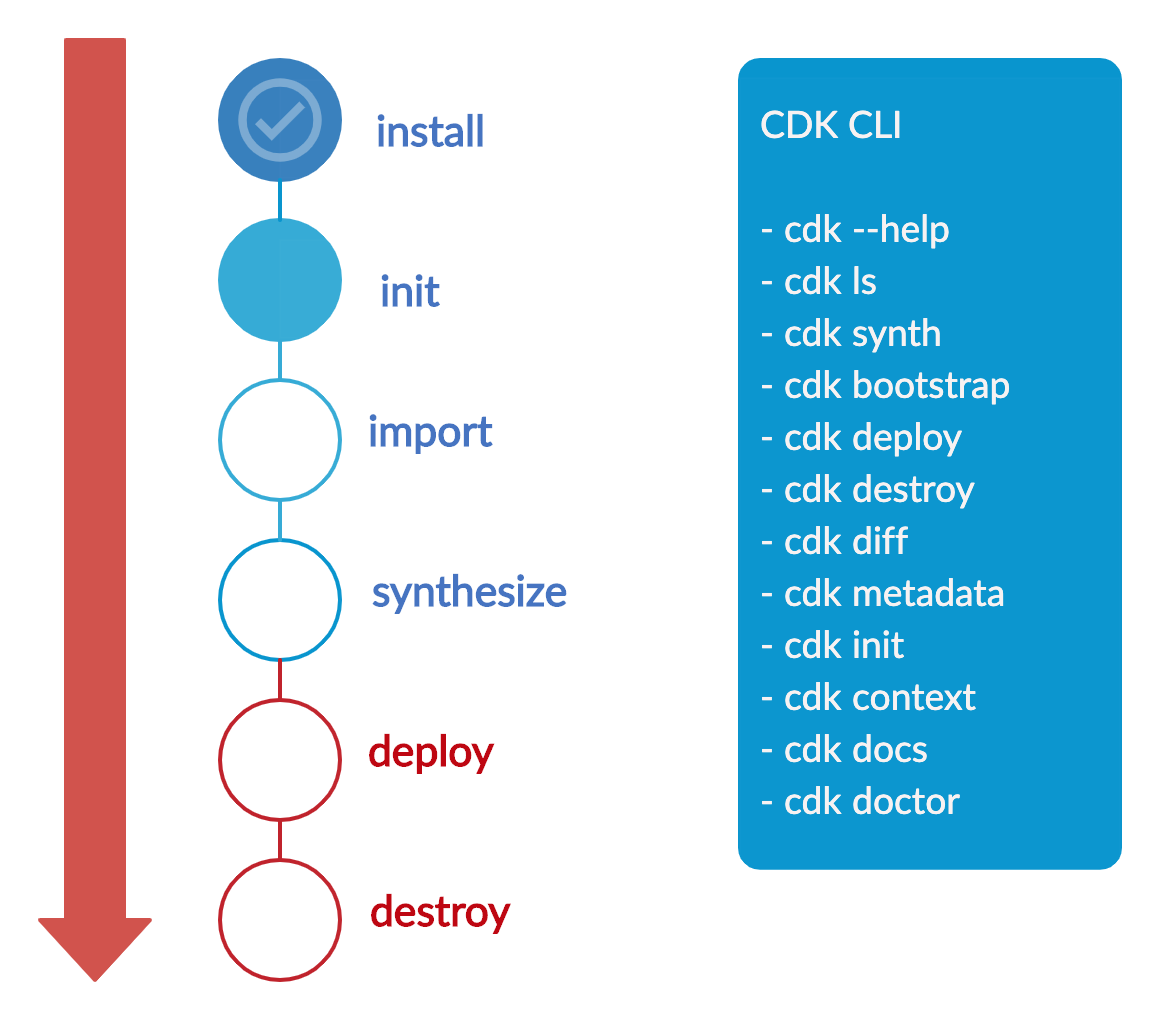 install
init
import
synthesize
deploy
destroy
CDK CLI
- cdk --help
- cdk ls
- cdk synth
- cdk bootstrap
- cdk deploy
- cdk destroy
- cdk diff
- cdk metadata
- cdk init
- cdk context
- cdk docs
- cdk doctor